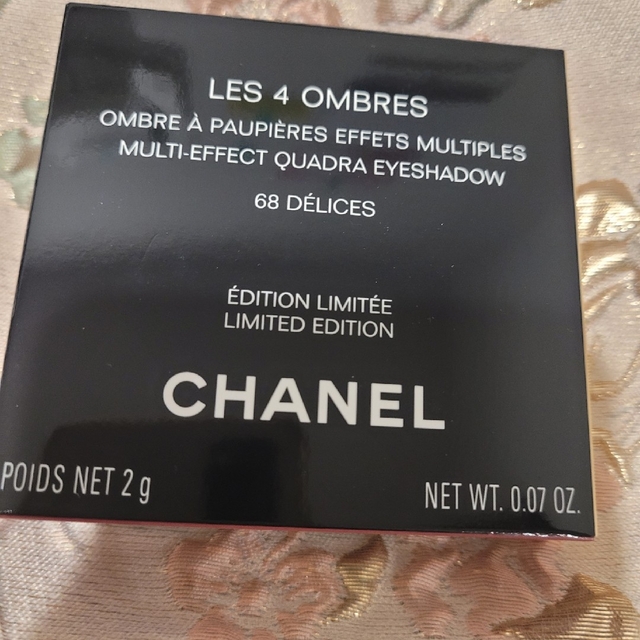 LES 4 OMBRES
OMBRE À PAUPIÈRES EFFETS MULTIPLES
MULTI-EFFECT QUADRA EYESHADOW
68 DÉLICES
ÉDITION LIMITÉE
LIMITED EDITION
CHANEL
POIDS NET 2 g
NET WT. 0.07 OZ.